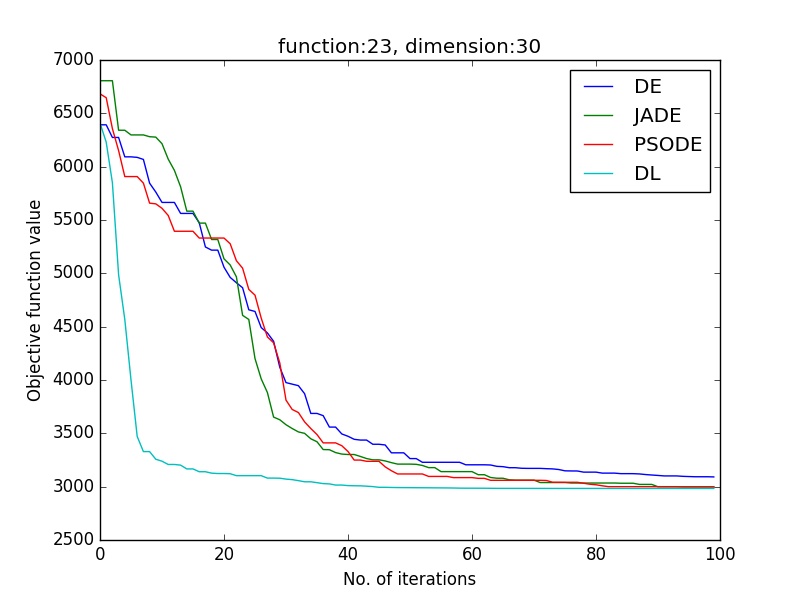 function:23, dimension:30
7000
6500
6000
5500
5000
4500
4000
3500
3000
2500
Objective function value
DE
JADE
PSODE
DL
0 20 40 60 80 100
No. of iterations